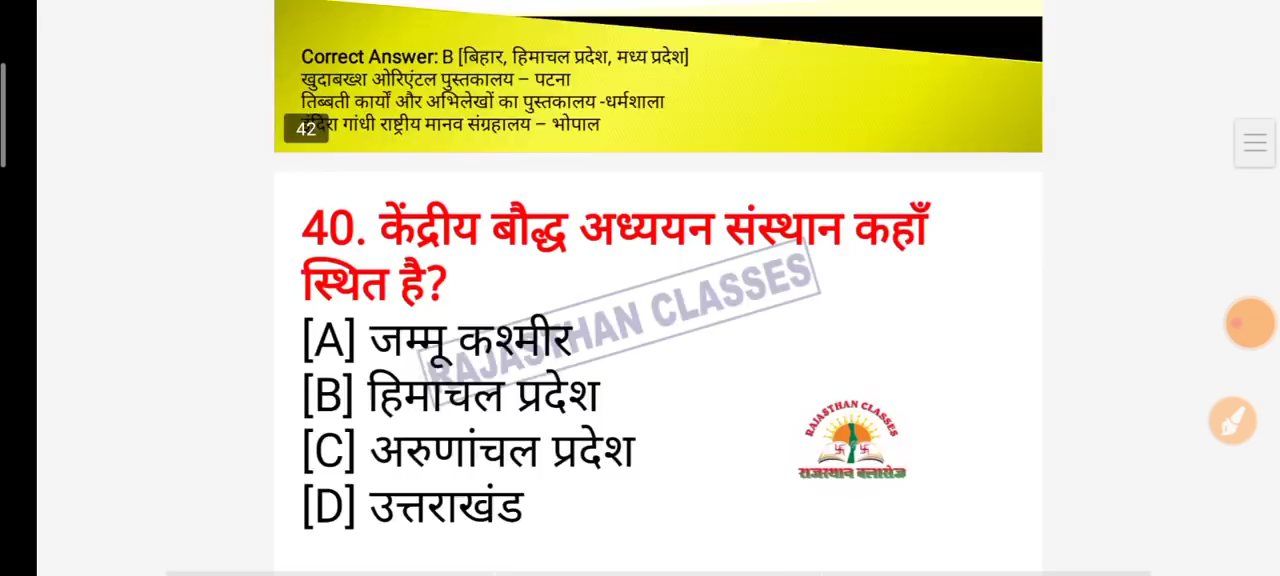 Correct Answer: B [बिहार, हिमाचल प्रदेश, मध्य प्रदेश]
खुदाबख्श ओरिएंटल पुस्तकालय – पटना
तिब्बती कार्यों और अभिलेखों का पुस्तकालय -धर्मशाला
गांधी राष्ट्रीय मानव संग्रहालय – भोपाल
42
40. केंद्रीय बौद्ध अध्ययन संस्थान कहाँ
स्थित है?
RAJASTHAN CLASSES
[A] जम्मू कश्मीर
[B] हिमाचल प्रदेश
[C] अरुणांचल प्रदेश
[D] उत्तराखंड
RAJASTHAN CLASSES
राजस्थान क्लासेज